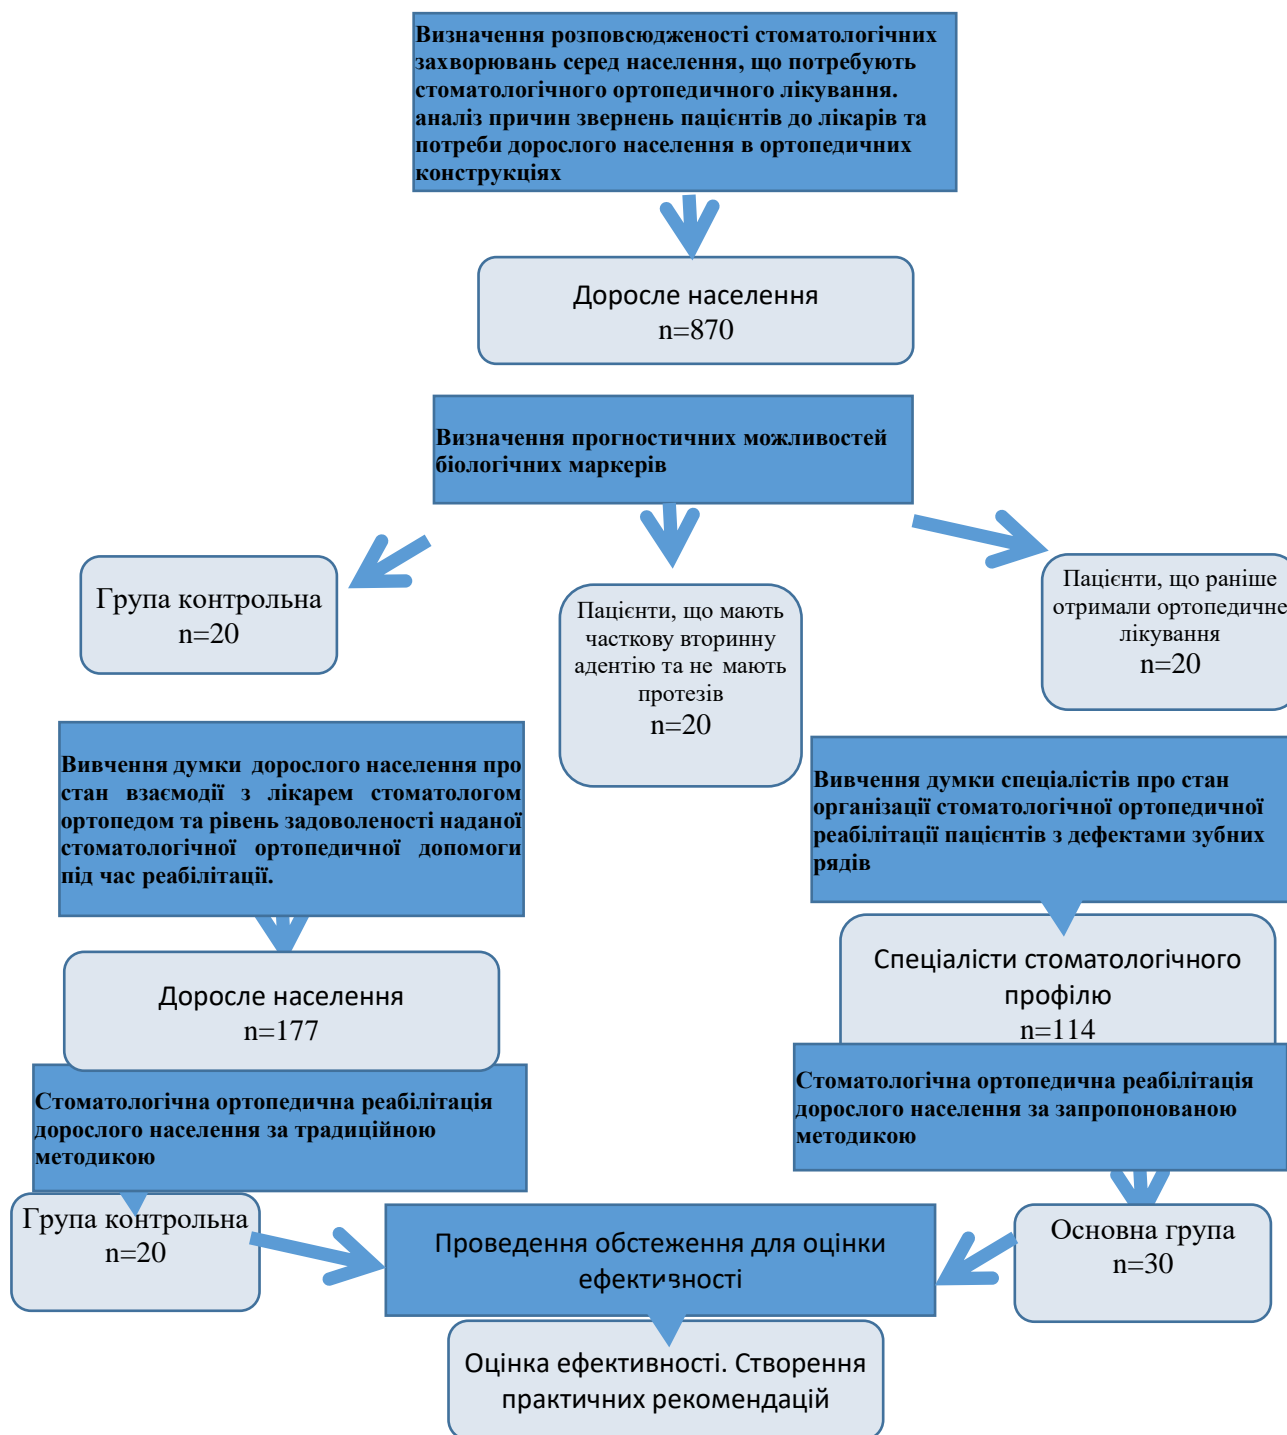 Визначення розповсюдженості стоматологічних
захворювань серед населення, що потребують
стоматологічного ортопедичного лікування.
аналіз причин звернень пацієнтів до лікарів та
потреби дорослого населення в ортопедичних
конструкціях
Доросле населення
n=870
Визначення прогностичних можливостей
біологічних маркерів
Група контрольна
n=20
Пацієнти, що мають
часткову вторинну
адентію та не мають
протезів
n=20
Пацієнти, що раніше
отримали ортопедичне
лікування
n=20
Вивчення думки дорослого населення про
стан взаємодії з лікарем стоматологом
ортопедом та рівень задоволеності наданої
стоматологічної ортопедичної допомоги
під час реабілітації.
Вивчення думки спеціалістів про стан
організації стоматологічної ортопедичної
реабілітації пацієнтів з дефектами зубних
рядів
Доросле населення
n=177
Спеціалісти стоматологічного
профілю
n=114
Стоматологічна ортопедична реабілітація
дорослого населення за традиційною
методикою
Стоматологічна ортопедична реабілітація
дорослого населення за запропонованою
методикою
Група контрольна
n=20
Проведення обстеження для оцінки
ефективності
Основна група
n=30
Оцінка ефективності. Створення
практичних рекомендацій